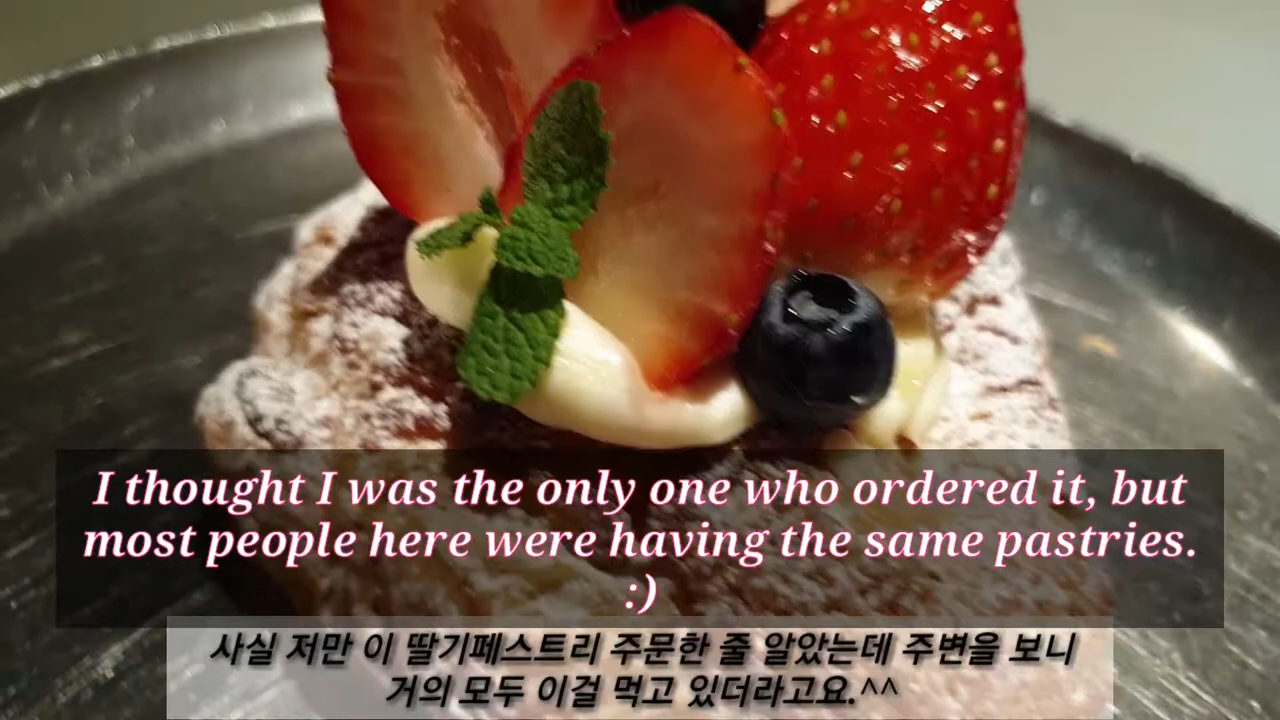 I thought I was the only one who ordered it, but
most people here were having the same pastries.
:)
사실 저만 이 딸기페스트리 주문한 줄 알았는데 주변을 보니
거의 모두 이걸 먹고 있더라고요.^^